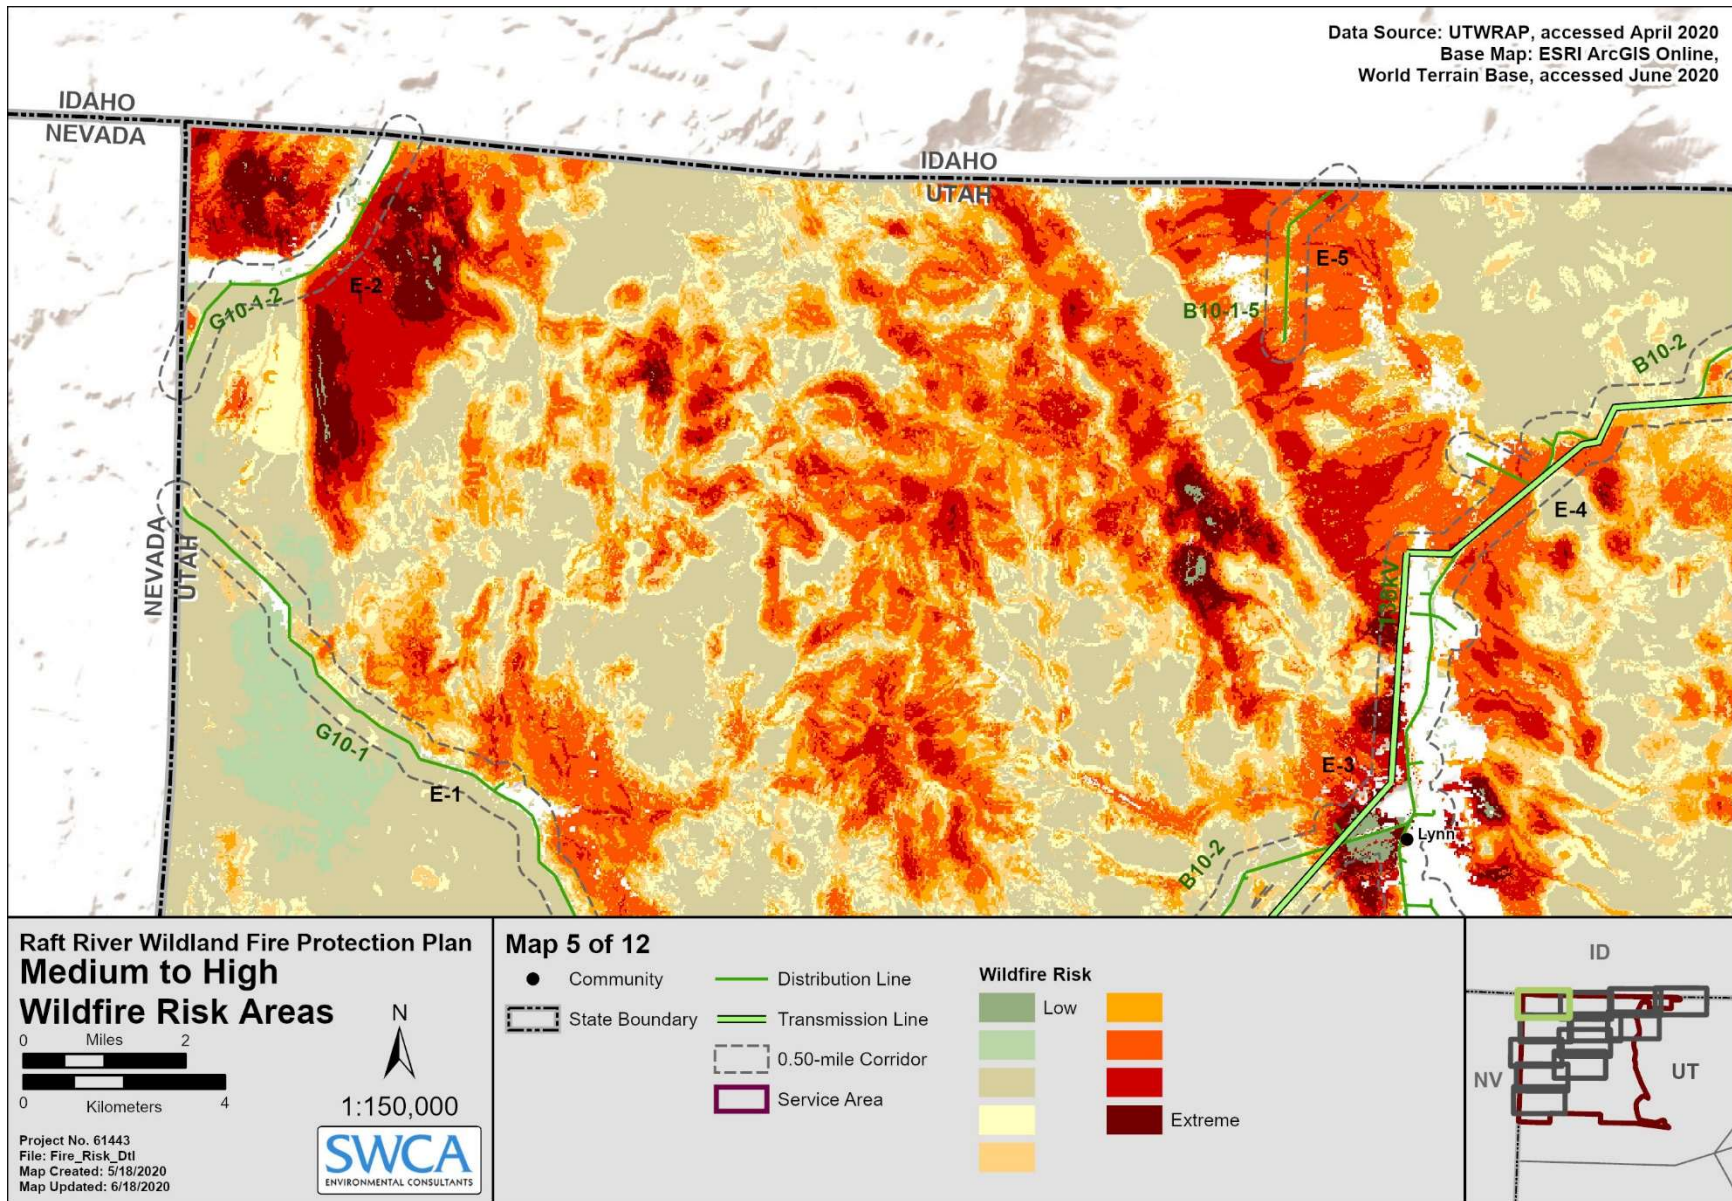 Data Source: UTWRAP, accessed April 2020
Base Map: ESRI ArcGIS Online,
World Terrain Base, accessed June 2020
IDAHO
NEVADA
IDAHO
UTAH
E-2
G10-1-2
E-5
B10-1-5
B10-2
E-4
NEVADA
UTAH
138KV
G10-1
E-1
E-3
Lynn
B10-2
Raft River Wildland Fire Protection Plan
Medium to High
Wildfire Risk Areas
0 Miles 2
0 Kilometers 4
N
1:150,000
Project No. 61443
File: Fire_Risk_Dtl
Map Created: 5/18/2020
Map Updated: 6/18/2020
SWCA
ENVIRONMENTAL CONSULTANTS
Map 5 of 12
Community
State Boundary
Distribution Line
Transmission Line
0.50-mile Corridor
Service Area
Wildfire Risk
Low
Extreme
ID
NV
UT